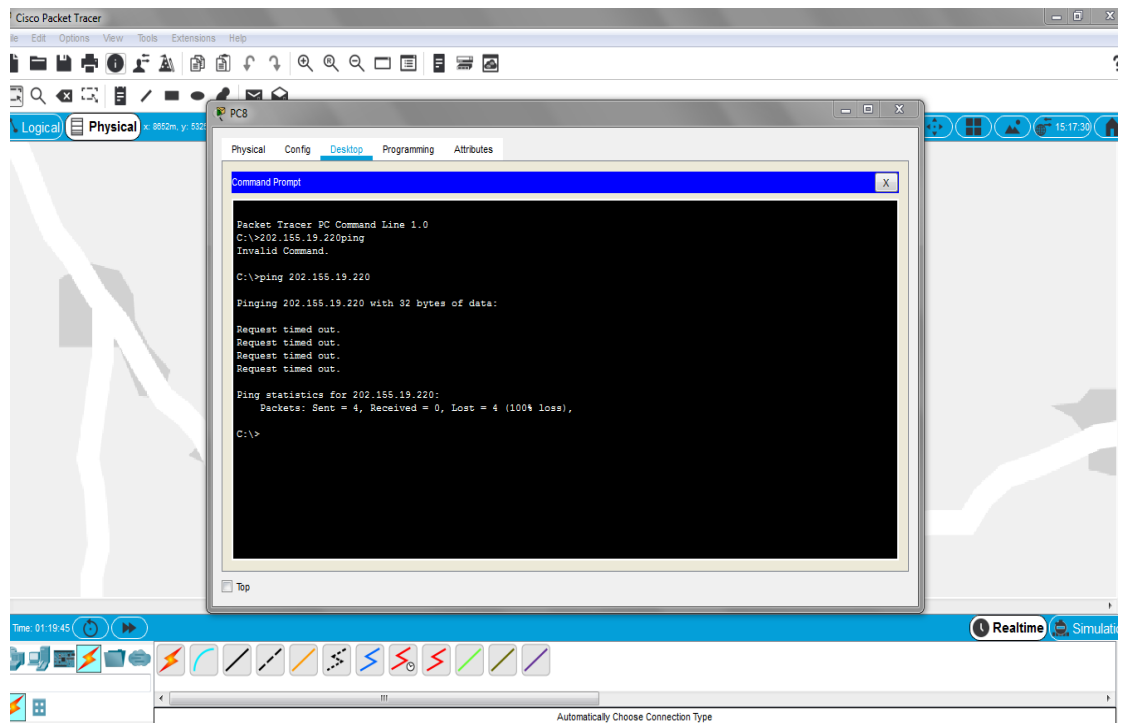 Cisco Packet Tracer
Edit Options View Tools Extensions Help
Logical Physical x: 8652m, y: 5325 15:17:30
PC8
Physical Config Desktop Programming Attributes
Command Prompt X
Packet Tracer PC Command Line 1.0
C:\>202.155.19.220ping
Invalid Command.
C:\>ping 202.155.19.220
Pinging 202.155.19.220 with 32 bytes of data:
Request timed out.
Request timed out.
Request timed out.
Request timed out.
Ping statistics for 202.155.19.220:
Packets: Sent = 4, Received = 0, Lost = 4 (100% loss),
C:\>
Top
Time: 01:19:45 Realtime Simulati
Automatically Choose Connection Type